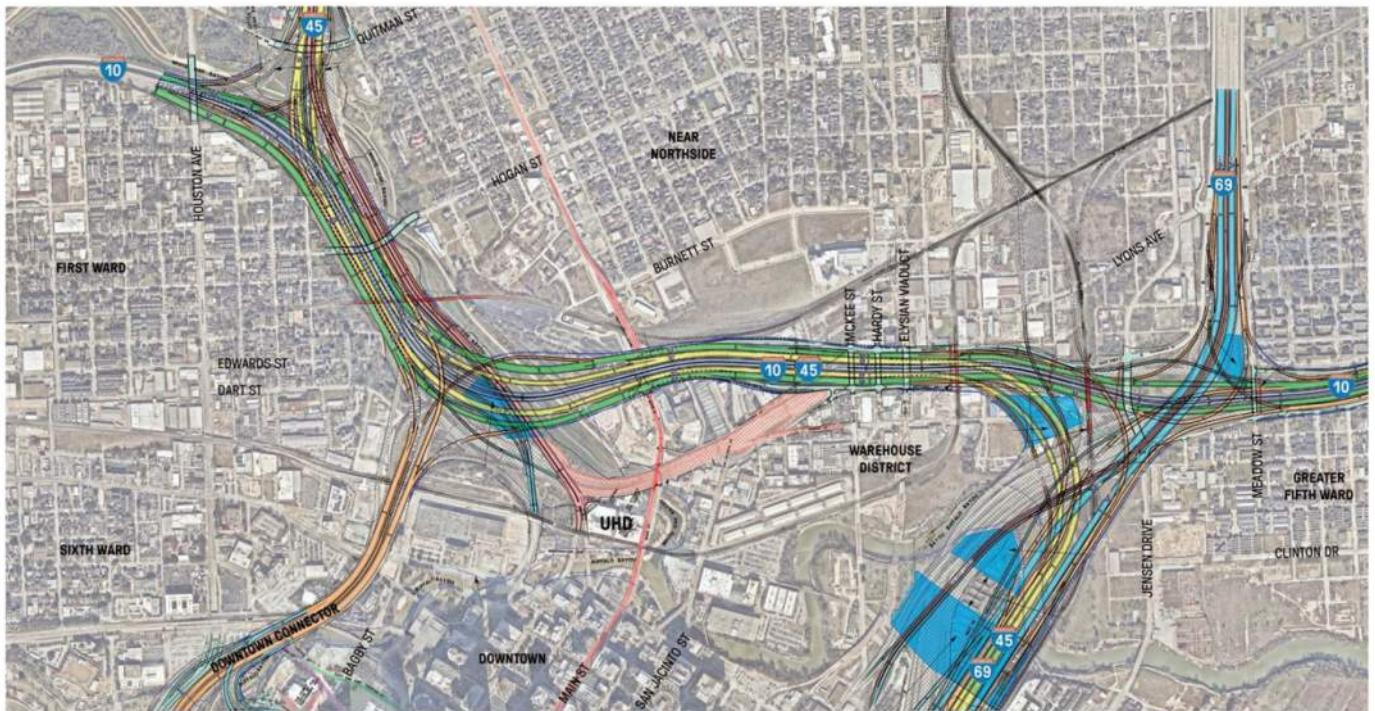 45
QUITMAN ST
10
HOUSTON AVE
HOGAN ST
NEAR
NORTHSIDE
69
BURNETT ST
LYONS AVE
FIRST WARD
MCKEE ST
HARDY ST
ELYSIAN VIADUCT
EDWARDS ST
DART ST
10
45
10
WAREHOUSE
DISTRICT
MEADOW ST
GREATER
FIFTH WARD
UHD
SIXTH WARD
JENSEN DRIVE
CLINTON DR
DOWNTOWN CONNECTOR
BAGBY ST
DOWNTOWN
MAIN ST
SAN JACINTO ST
45
69